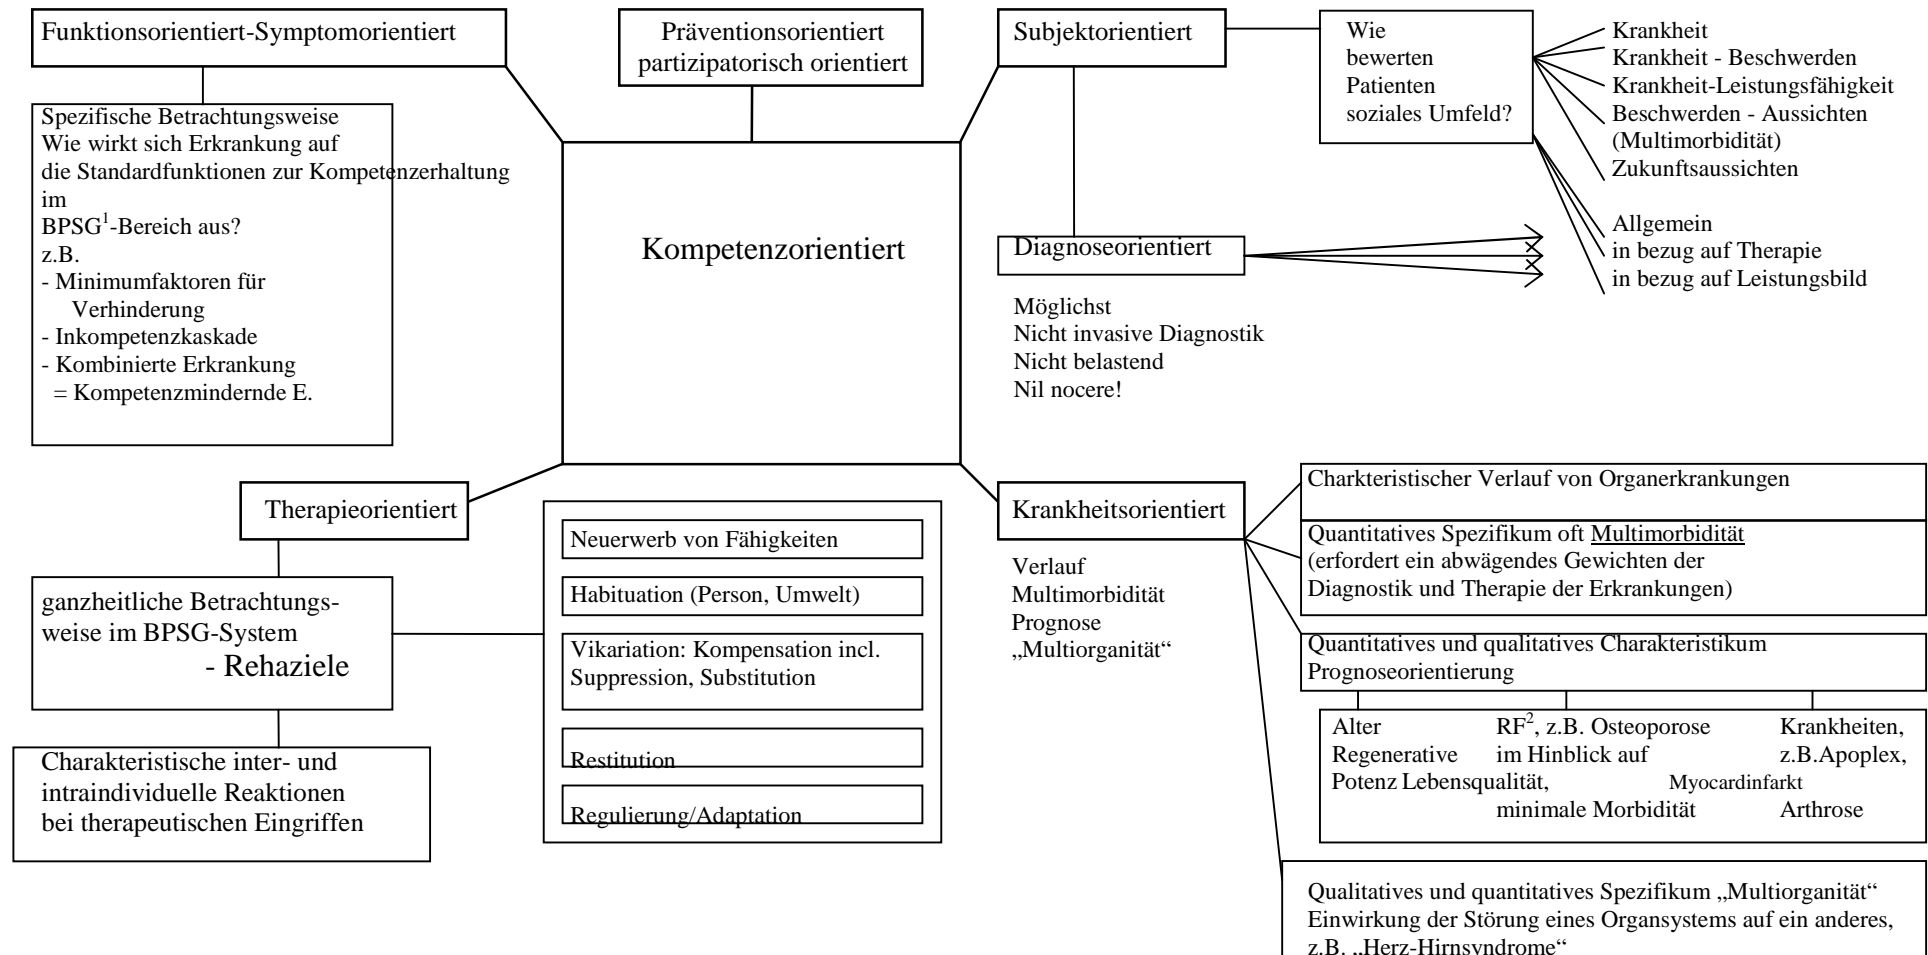 Funktionsorientiert-Symptomorientiert
Spezifische Betrachtungsweise
Wie wirkt sich Erkrankung auf
die Standardfunktionen zur Kompetenzerhaltung
im
BPSG¹-Bereich aus?
z.B.
- Minimumfaktoren für
Verhinderung
- Inkompetenzkaskade
- Kombinierte Erkrankung
= Kompetenzmindernde E.
Präventionsorientiert
partizipatorisch orientiert
Kompetenzorientiert
Subjektorientiert
Wie
bewerten
Patienten
soziales Umfeld?
Krankheit
Krankheit - Beschwerden
Krankheit-Leistungsfähigkeit
Beschwerden - Aussichten
(Multimorbidität)
Zukunftsaussichten
Allgemein
in bezug auf Therapie
in bezug auf Leistungsbild
Diagnoseorientiert
Möglichst
Nicht invasive Diagnostik
Nicht belastend
Nil nocere!
Therapieorientiert
ganzheitliche Betrachtungs-
weise im BPSG-System
- Rehaziele
Charakteristische inter- und
intraindividuelle Reaktionen
bei therapeutischen Eingriffen
Neuerwerb von Fähigkeiten
Habituation (Person, Umwelt)
Vikariation: Kompensation incl.
Suppression, Substitution
Restitution
Regulierung/Adaptation
Krankheitsorientiert
Verlauf
Multimorbidität
Prognose
„Multiorganität“
Charkteristischer Verlauf von Organerkrankungen
Quantitatives Spezifikum oft Multimorbidität
(erfordert ein abwägendes Gewichten der
Diagnostik und Therapie der Erkrankungen)
Quantitatives und qualitatives Charakteristikum
Prognoseorientierung
Alter RF², z.B. Osteoporose Krankheiten,
Regenerative im Hinblick auf z.B.Apoplex,
Potenz Lebensqualität, Myocardinfarkt
minimale Morbidität Arthrose
Qualitatives und quantitatives Spezifikum „Multiorganität“
Einwirkung der Störung eines Organsystems auf ein anderes,
z.B. „Herz-Hirnsyndrome“